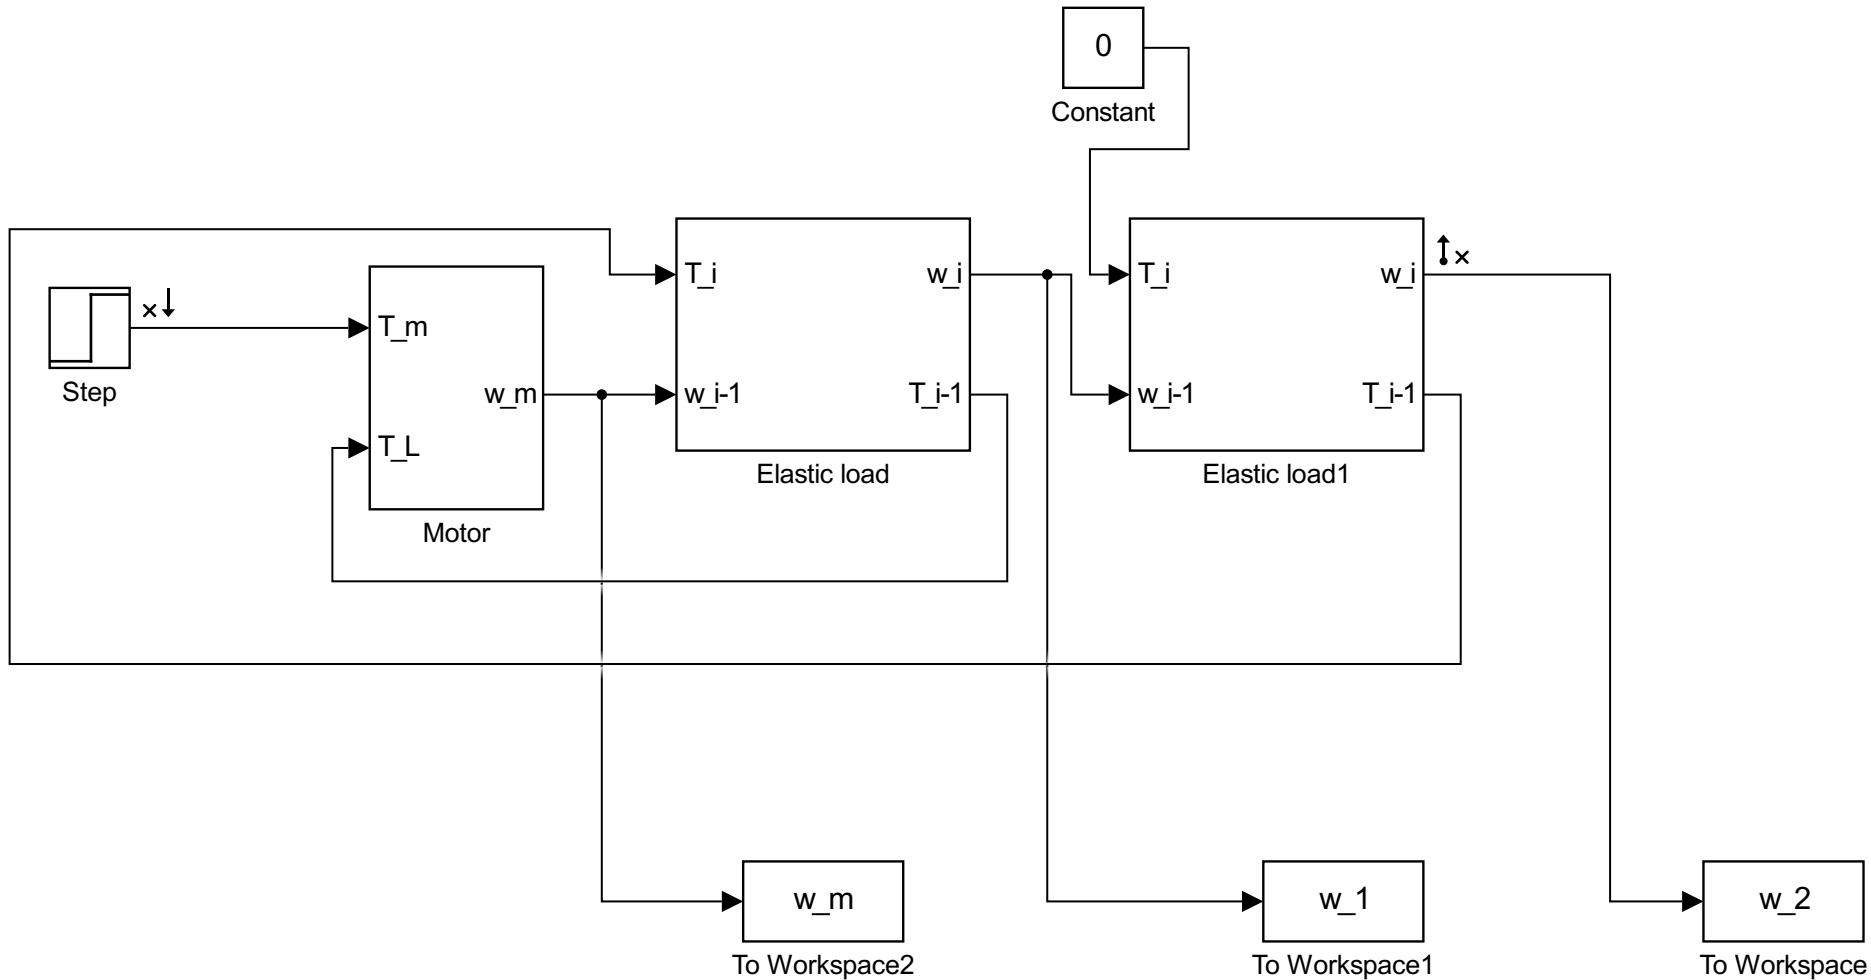 0
Constant
T_i
w_i
T_i
w_i
T_m
Step
w_m
w_i-1
T_i-1
w_i-1
T_i-1
T_L
Elastic load
Elastic load1
Motor
w_m
w_1
w_2
To Workspace2
To Workspace1
To Workspace